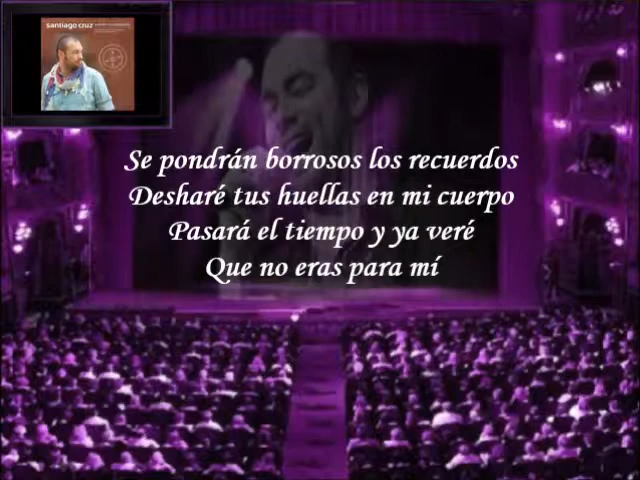 santiago cruz
Se pondrán borrosos los recuerdos
Desharé tus huellas en mi cuerpo
Pasará el tiempo y ya veré
Que no eras para mí